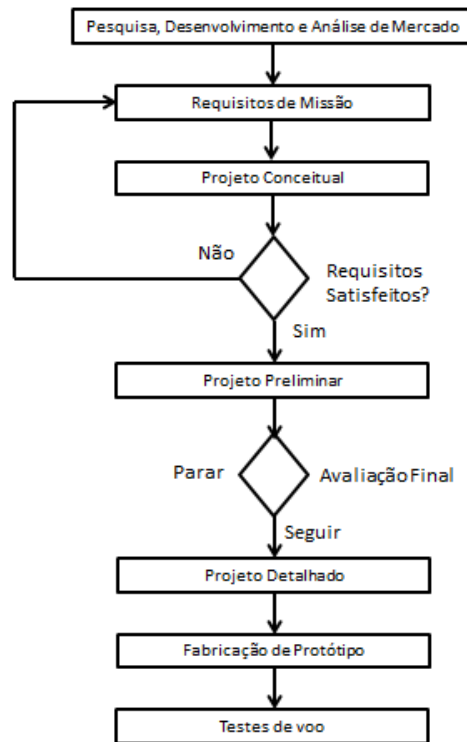 Pesquisa, Desenvolvimento e Análise de Mercado
Requisitos de Missão
Projeto Conceitual
Não
Requisitos
Satisfeitos?
Sim
Projeto Preliminar
Parar
Avaliação Final
Seguir
Projeto Detalhado
Fabricação de Protótipo
Testes de voo